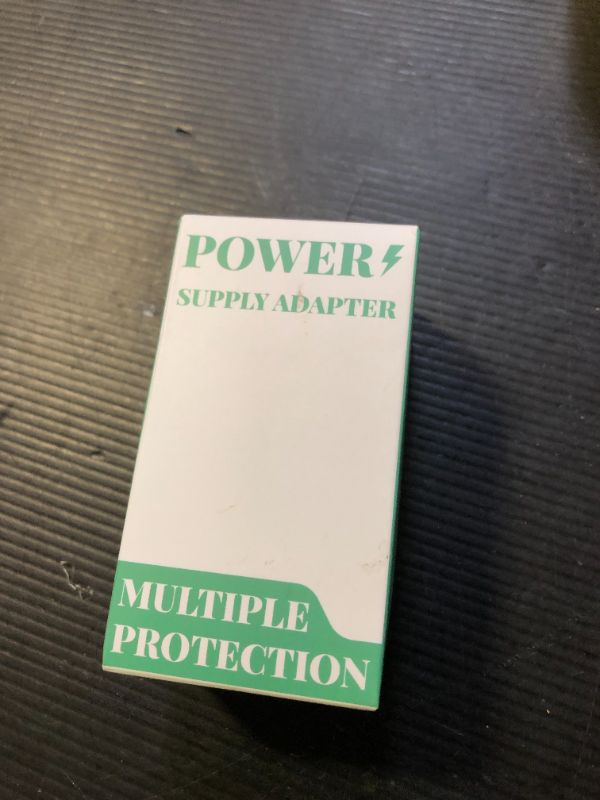 POWER
SUPPLY ADAPTER
MULTIPLE
PROTECTION